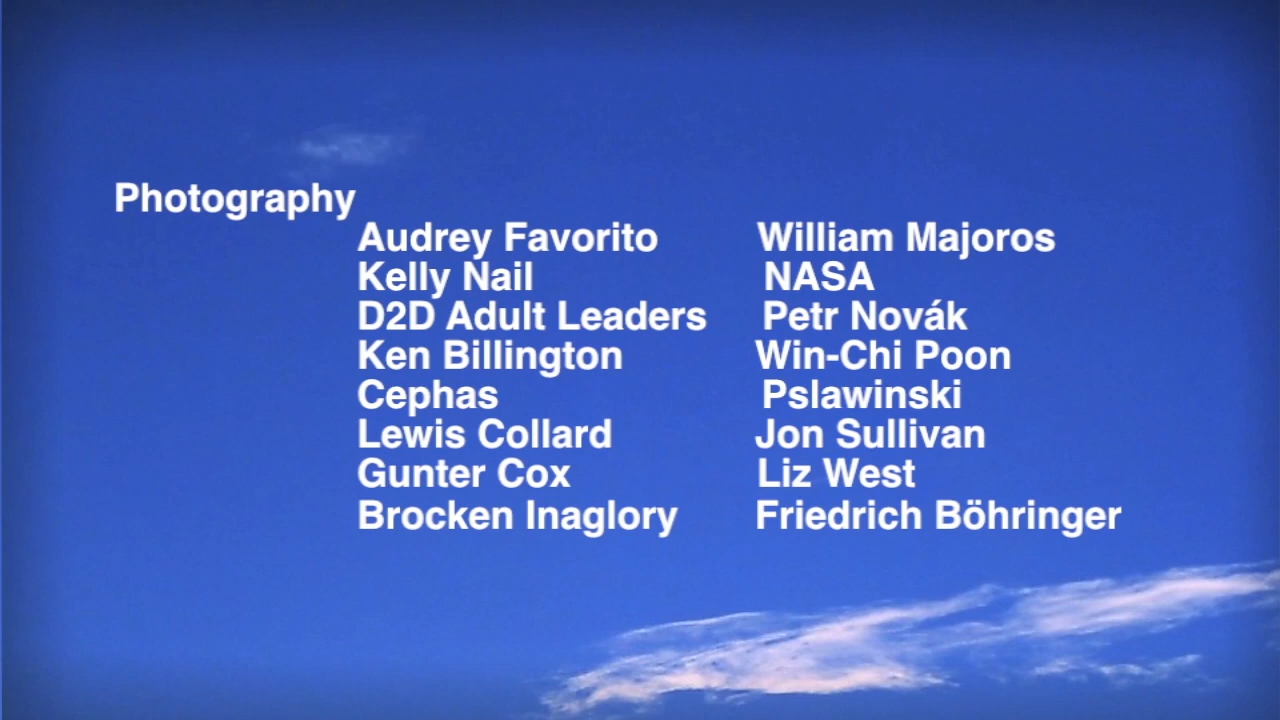 Photography
Audrey Favorito William Majoros
Kelly Nail NASA
D2D Adult Leaders Petr Novák
Ken Billington Win-Chi Poon
Cephas Pslawinski
Lewis Collard Jon Sullivan
Gunter Cox Liz West
Brocken Inaglory Friedrich Böhringer